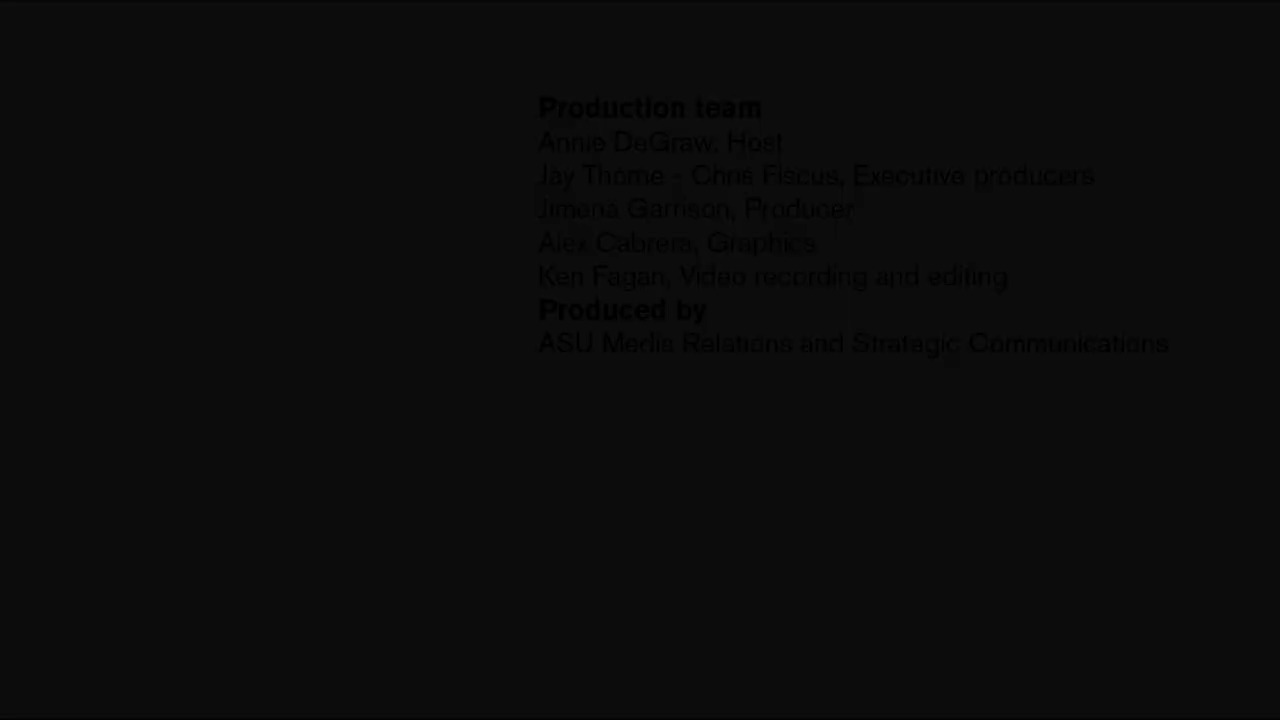 Production team
Annie DeGraw, Host
Jay Thorne - Chris Fiscus, Executive producers
Jimena Garrison, Producer
Alex Cabrera, Graphics
Ken Fagan, Video recording and editing
Produced by
ASU Media Relations and Strategic Communications